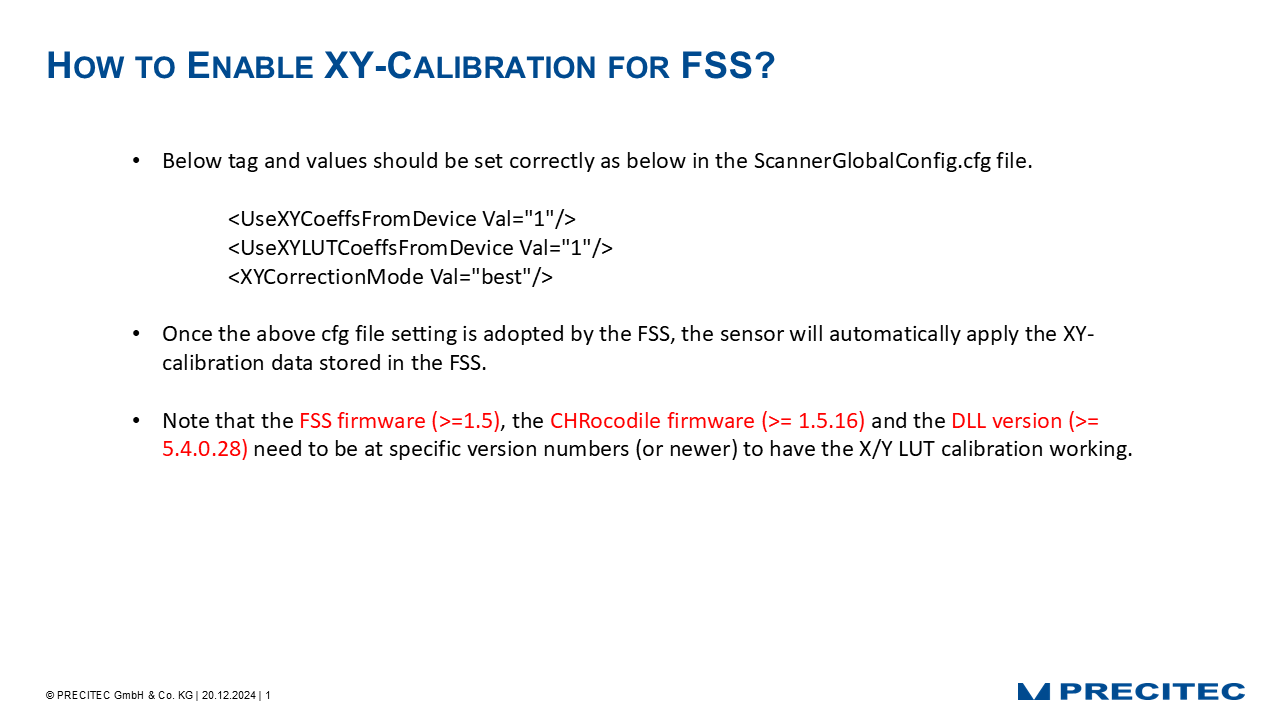 HOW TO ENABLE XY-CALIBRATION FOR FSS?
• Below tag and values should be set correctly as below in the ScannerGlobalConfig.cfg file.
<UseXYCoeffsFromDevice Val="1"/>
<UseXYLUTCoeffsFromDevice Val="1"/>
<XYCorrectionMode Val="best"/>
• Once the above cfg file setting is adopted by the FSS, the sensor will automatically apply the XY-
calibration data stored in the FSS.
• Note that the FSS firmware (>=1.5), the CHRocodile firmware (>= 1.5.16) and the DLL version (>=
5.4.0.28) need to be at specific version numbers (or newer) to have the X/Y LUT calibration working.
© PRECITEC GmbH & Co. KG | 20.12.2024 | 1
PRECITEC